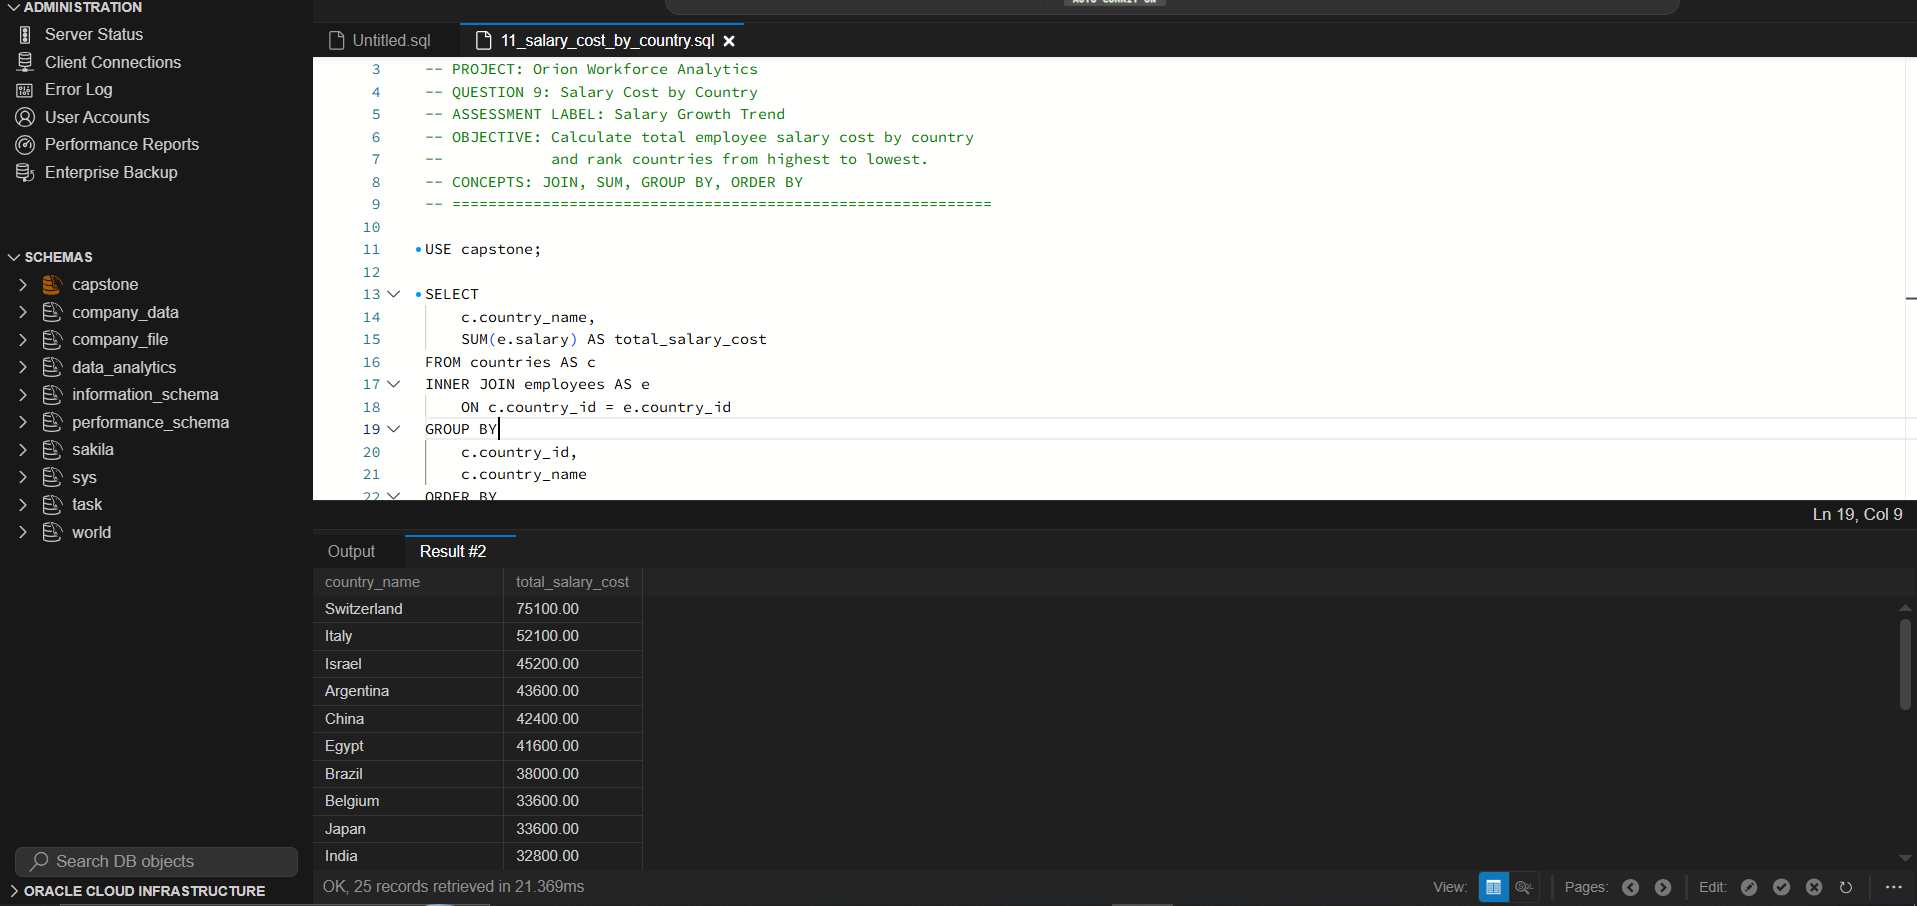 ADMINISTRATION
Server Status
Client Connections
Error Log
User Accounts
Performance Reports
Enterprise Backup
SCHEMAS
capstone
company_data
company_file
data_analytics
information_schema
performance_schema
sakila
sys
task
world
Search DB objects
ORACLE CLOUD INFRASTRUCTURE
Untitled.sql
11_salary_cost_by_country.sql
3 -- PROJECT: Orion Workforce Analytics
4 -- QUESTION 9: Salary Cost by Country
5 -- ASSESSMENT LABEL: Salary Growth Trend
6 -- OBJECTIVE: Calculate total employee salary cost by country
7 -- and rank countries from highest to lowest.
8 -- CONCEPTS: JOIN, SUM, GROUP BY, ORDER BY
9 -- ============================================================
10
11 USE capstone;
12
13 SELECT
14 c.country_name,
15 SUM(e.salary) AS total_salary_cost
16 FROM countries AS c
17 INNER JOIN employees AS e
18 ON c.country_id = e.country_id
19 GROUP BY
20 c.country_id,
21 c.country_name
22 ORDER BY
Ln 19, Col 9
Output Result #2
country_name total_salary_cost
Switzerland 75100.00
Italy 52100.00
Israel 45200.00
Argentina 43600.00
China 42400.00
Egypt 41600.00
Brazil 38000.00
Belgium 33600.00
Japan 33600.00
India 32800.00
OK, 25 records retrieved in 21.369ms
View: SQL Pages: Edit: